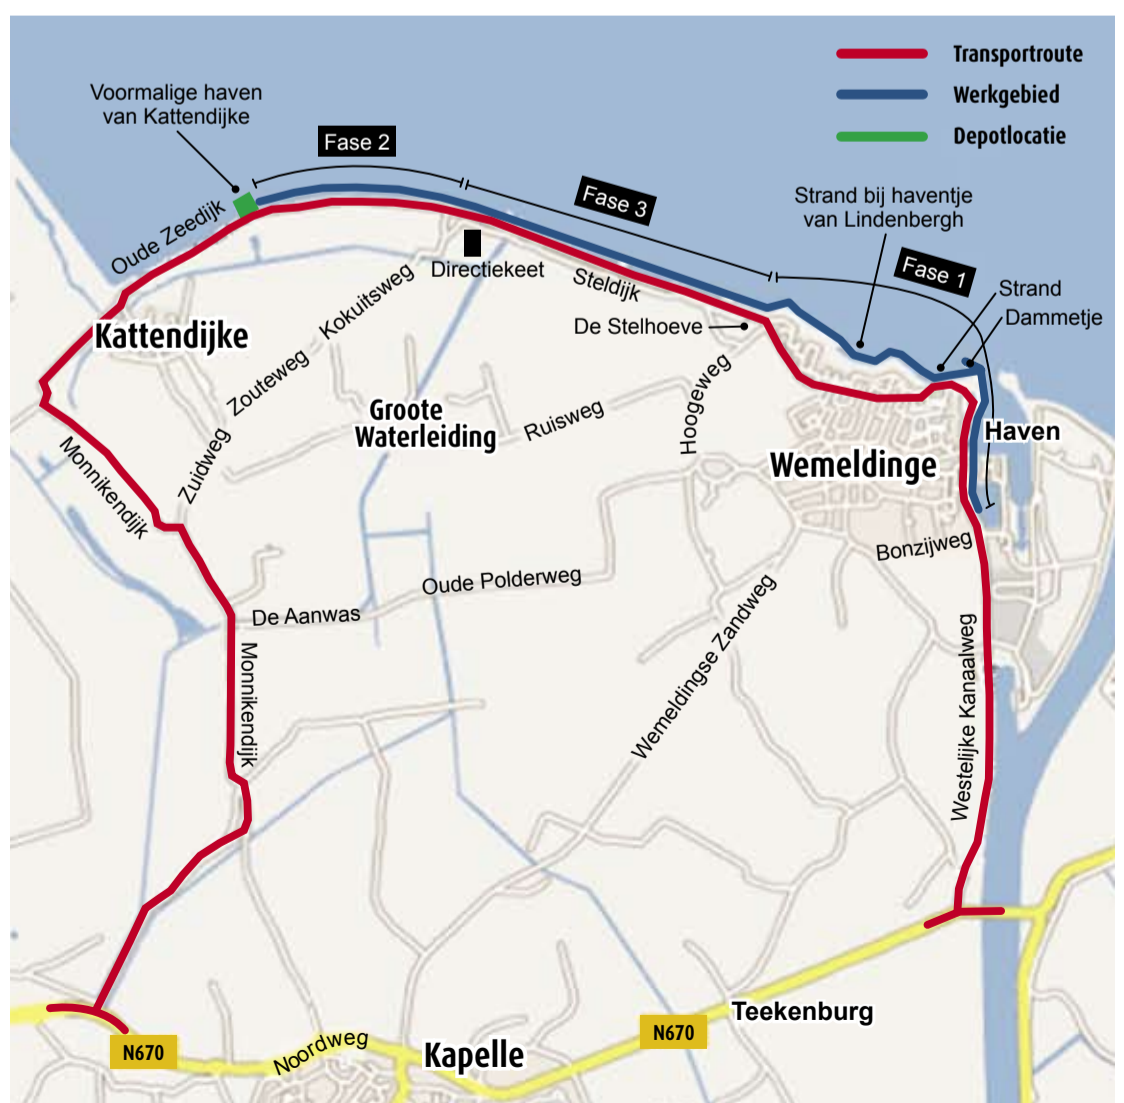 Transportroute
Werkgebied
Depotlocatie
Voormalige haven
van Kattendijke
Fase 2
Fase 3
Strand bij haventje
van Lindenbergh
Fase 1
Strand
Dammetje
Oude Zeedijk
Directiekeet
Steldijk
De Stelhoeve
Kattendijke
Kokuitsweg
Zouteweg
Zuidweg
Groote
Waterleiding
Ruisweg
Hoogeweg
Haven
Wemeldinge
Monnikendijk
Bonzijweg
Oude Polderweg
De Aanwas
Monnikendijk
Wemeldingse Zandweg
Westelijke Kanaalweg
Teekenburg
N670
N670
Noordweg
Kapelle